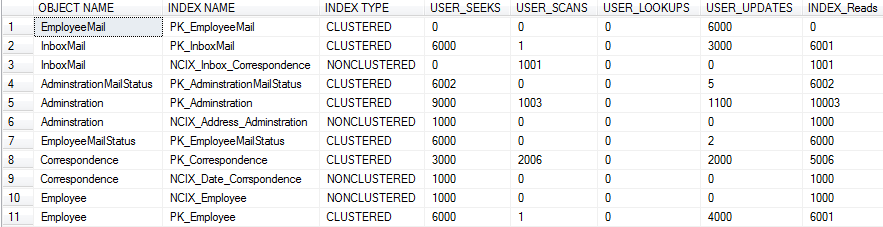 OBJECT NAME INDEX NAME INDEX TYPE USER_SEEKS USER_SCANS USER_LOOKUPS USER_UPDATES INDEX_Reads
1 EmployeeMail PK_EmployeeMail CLUSTERED 0 0 0 6000 0
2 InboxMail PK_InboxMail CLUSTERED 6000 1 0 3000 6001
3 InboxMail NCIX_Inbox_Correspondence NONCLUSTERED 0 1001 0 0 1001
4 AdminstrationMailStatus PK_AdminstrationMailStatus CLUSTERED 6002 0 0 5 6002
5 Adminstration PK_Adminstration CLUSTERED 9000 1003 0 1100 10003
6 Adminstration NCIX_Address_Adminstration NONCLUSTERED 1000 0 0 0 1000
7 EmployeeMailStatus PK_EmployeeMailStatus CLUSTERED 6000 0 0 2 6000
8 Correspondence PK_Correspondence CLUSTERED 3000 2006 0 2000 5006
9 Correspondence NCIX_Date_Corrspondence NONCLUSTERED 1000 0 0 0 1000
10 Employee NCIX_Employee NONCLUSTERED 1000 0 0 0 1000
11 Employee PK_Employee CLUSTERED 6000 1 0 4000 6001